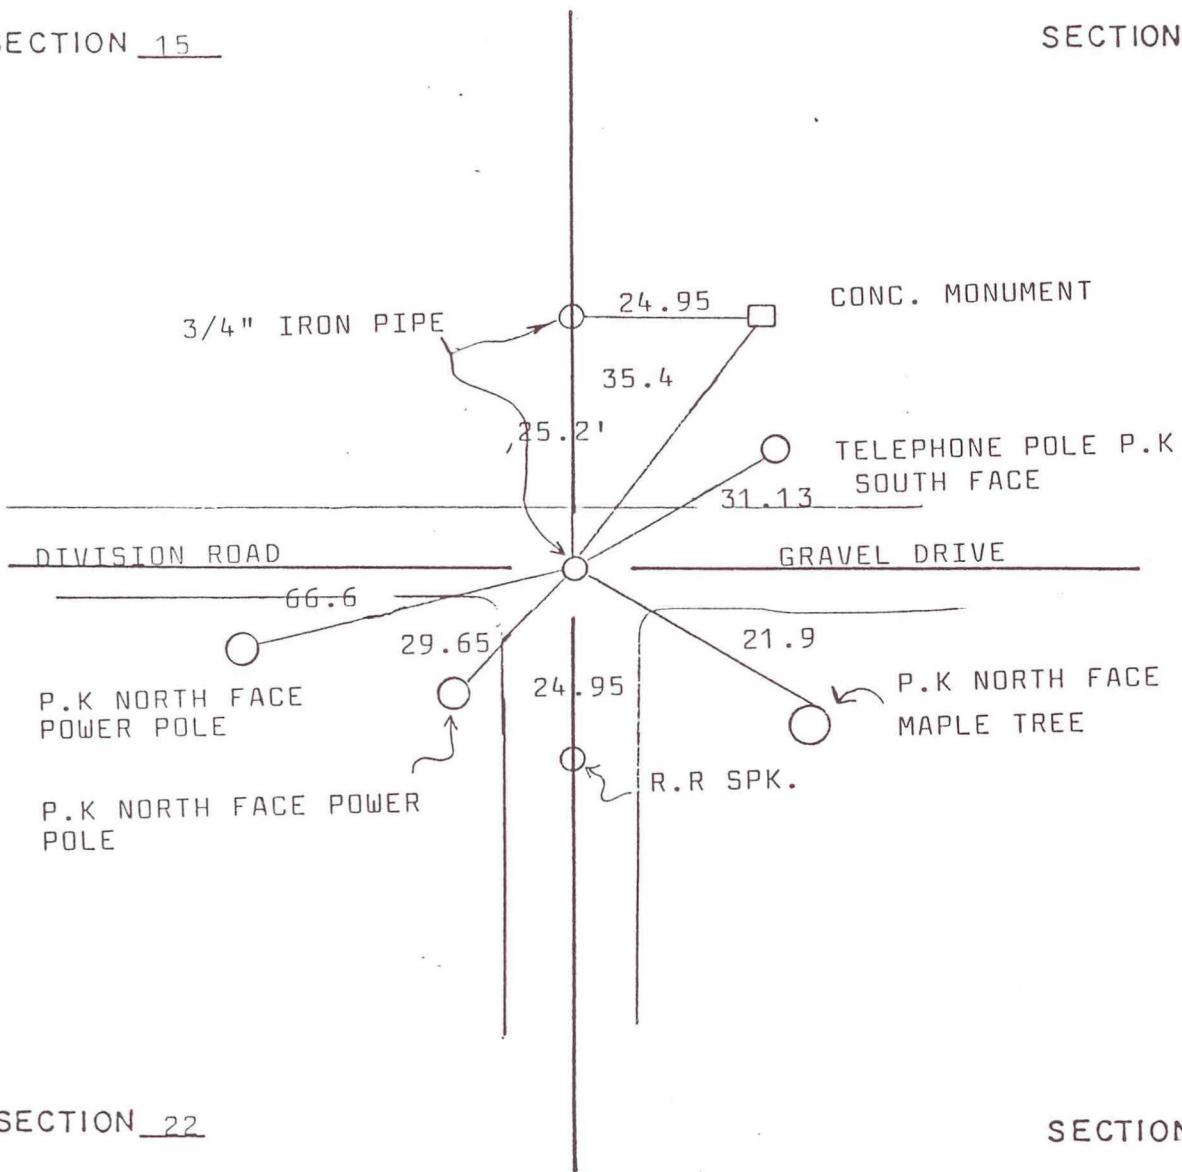 SECTION 15
SECTION
24.95
CONC. MONUMENT
3/4" IRON PIPE
35.4
25.2'
TELEPHONE POLE P.K
SOUTH FACE
31.13
DIVISION ROAD
GRAVEL DRIVE
66.6
29.65
21.9
24.95
P.K NORTH FACE
POWER POLE
P.K NORTH FACE
MAPLE TREE
R.R SPK.
P.K NORTH FACE POWER
POLE
SECTION 22
SECTION